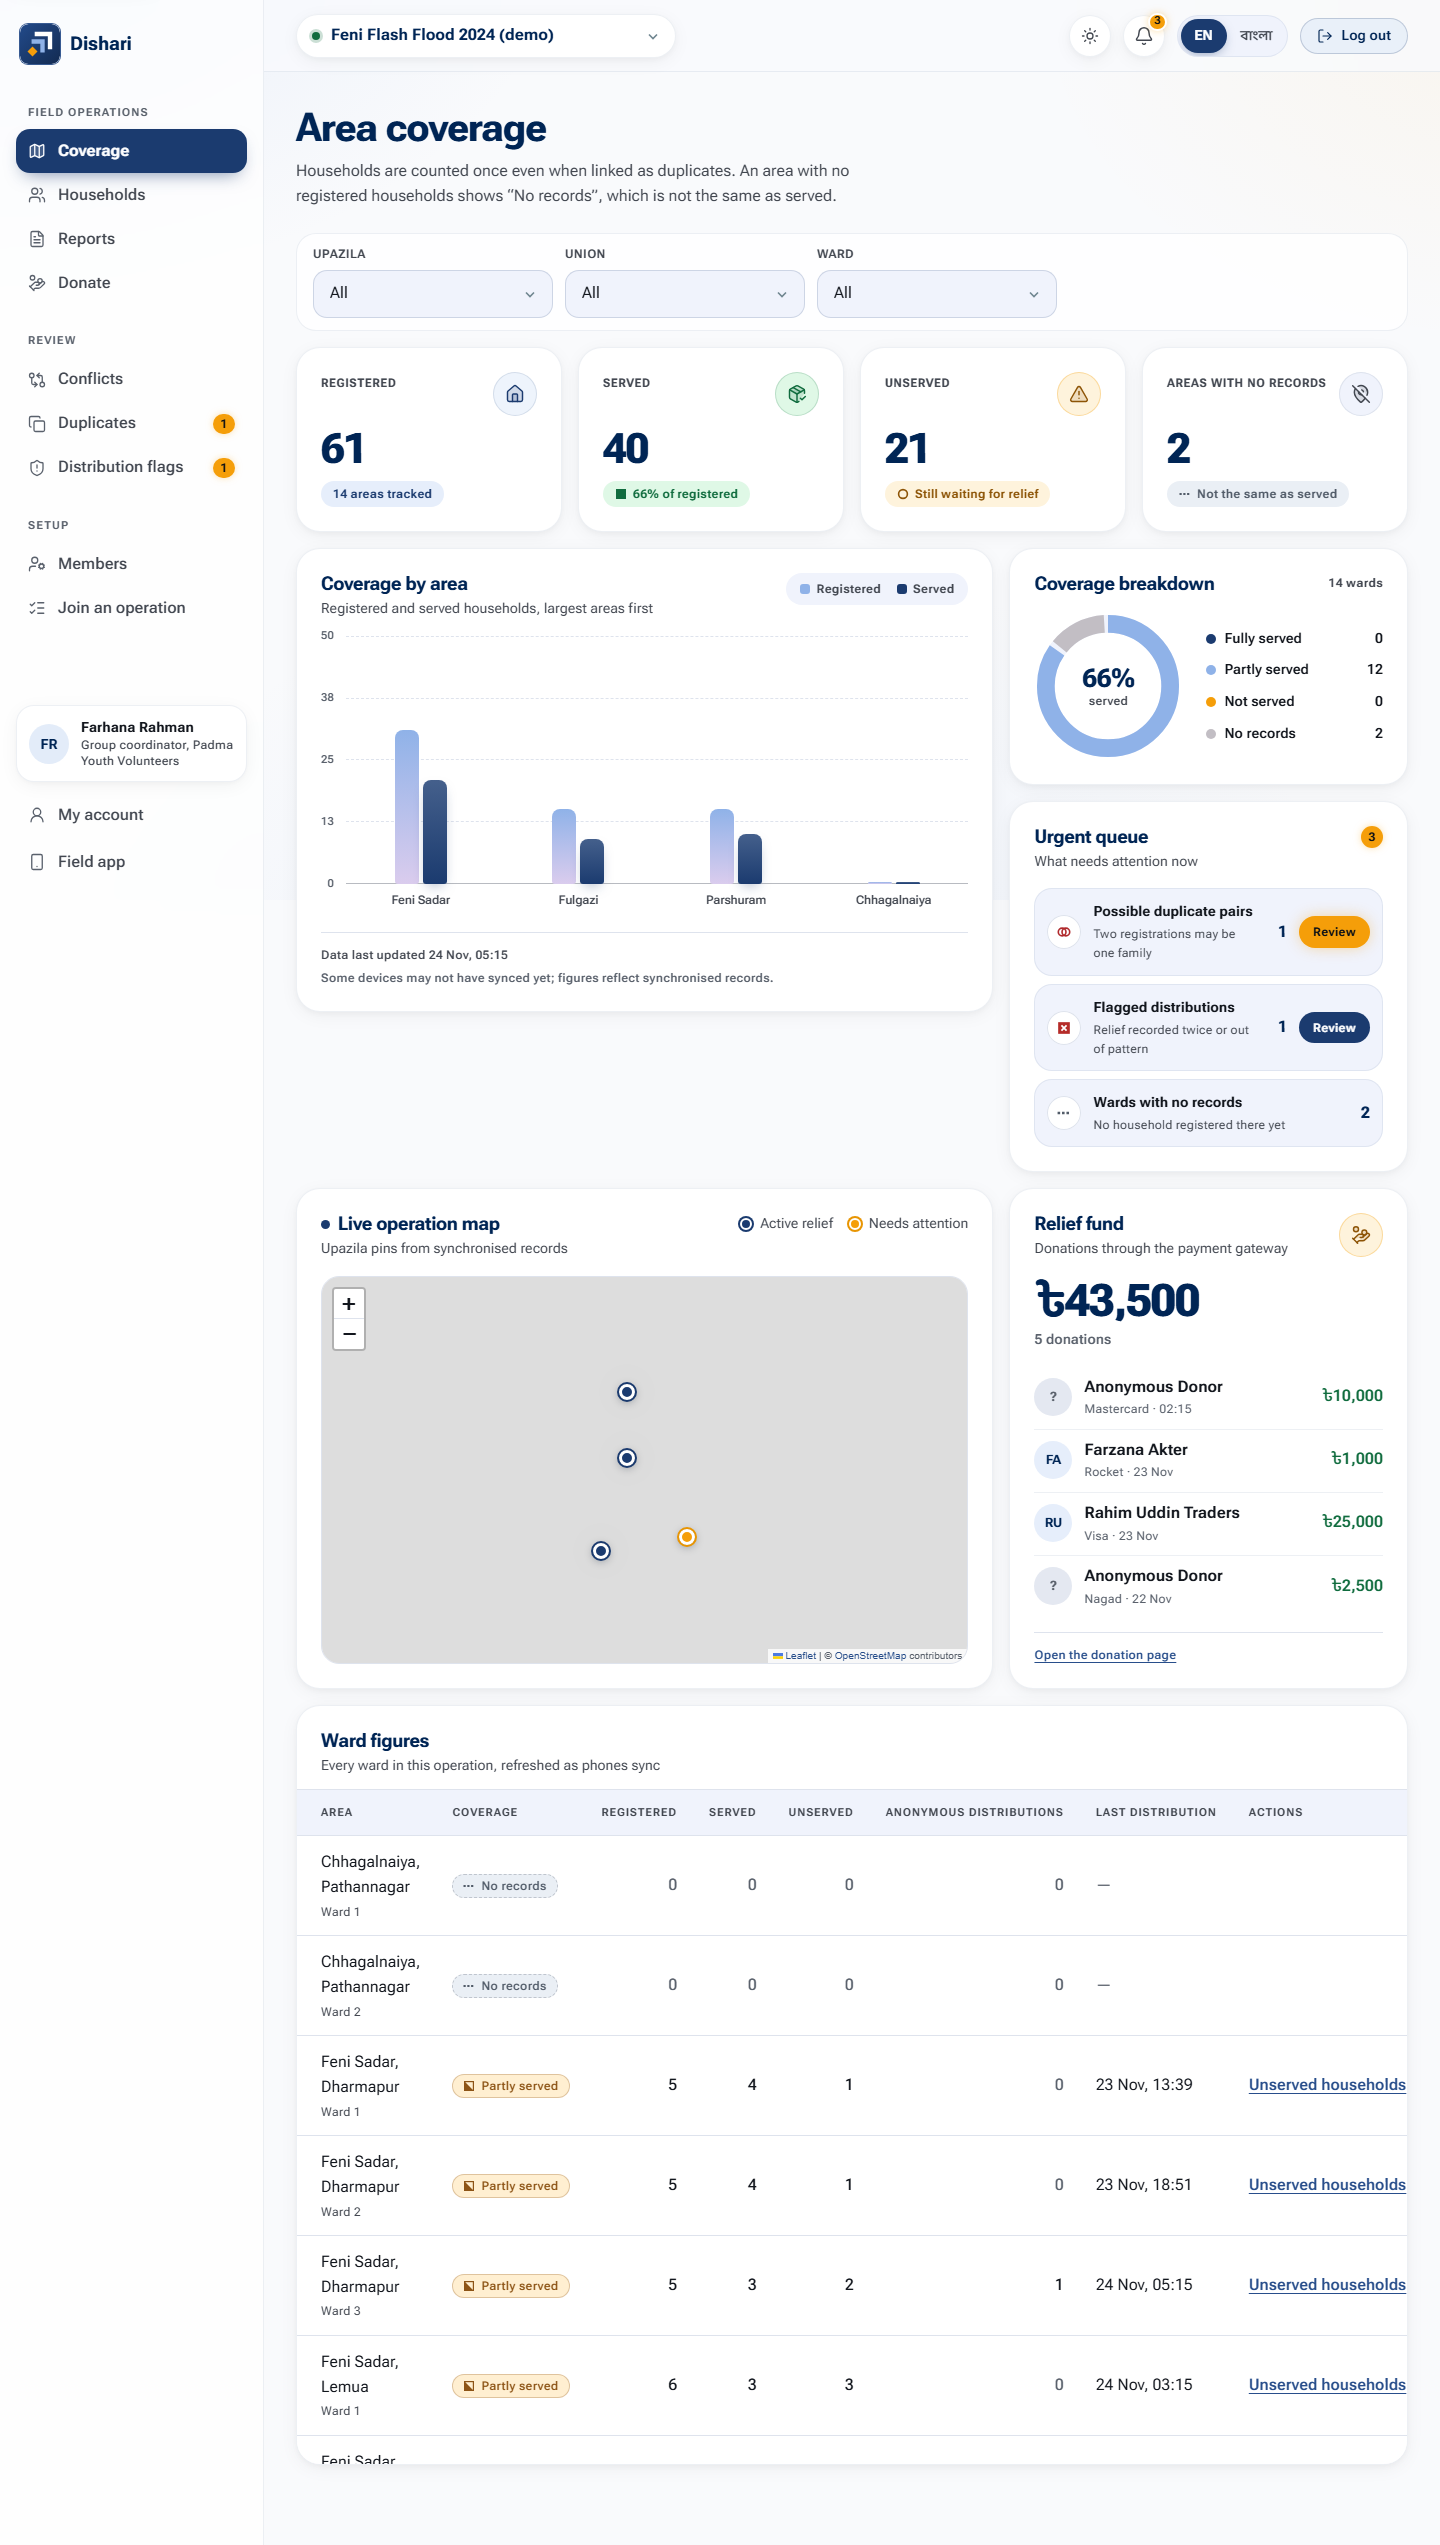 Dishari
FIELD OPERATIONS
Coverage
Households
Reports
Donate
REVIEW
Conflicts
Duplicates 1
Distribution flags 1
SETUP
Members
Join an operation
FR
Farhana Rahman
Group coordinator, Padma
Youth Volunteers
My account
Field app
Feni Flash Flood 2024 (demo)
3
EN বাংলা
Log out
Area coverage
Households are counted once even when linked as duplicates. An area with no
registered households shows “No records”, which is not the same as served.
UPAZILA UNION WARD
All All All
REGISTERED
61
14 areas tracked
SERVED
40
66% of registered
UNSERVED
21
Still waiting for relief
AREAS WITH NO RECORDS
2
Not the same as served
Coverage by area
Registered and served households, largest areas first
Registered Served
50
38
25
13
0
Feni Sadar Fulgazi Parshuram Chhagalnaiya
Data last updated 24 Nov, 05:15
Some devices may not have synced yet; figures reflect synchronised records.
Coverage breakdown 14 wards
66%
served
Fully served 0
Partly served 12
Not served 0
No records 2
Urgent queue 3
What needs attention now
Possible duplicate pairs
Two registrations may be
one family
1 Review
Flagged distributions
Relief recorded twice or out
of pattern
1 Review
Wards with no records
No household registered there yet
2
Live operation map
Upazila pins from synchronised records
Active relief Needs attention
+
−
Leaflet | © OpenStreetMap contributors
Relief fund
Donations through the payment gateway
৳43,500
5 donations
? Anonymous Donor ৳10,000
Mastercard · 02:15
FA Farzana Akter ৳1,000
Rocket · 23 Nov
RU Rahim Uddin Traders ৳25,000
Visa · 23 Nov
? Anonymous Donor ৳2,500
Nagad · 22 Nov
Open the donation page
Ward figures
Every ward in this operation, refreshed as phones sync
AREA COVERAGE REGISTERED SERVED UNSERVED ANONYMOUS DISTRIBUTIONS LAST DISTRIBUTION ACTIONS
Chhagalnaiya,
Pathannagar
Ward 1
No records 0 0 0 0 —
Chhagalnaiya,
Pathannagar
Ward 2
No records 0 0 0 0 —
Feni Sadar,
Dharmapur
Ward 1
Partly served 5 4 1 0 23 Nov, 13:39 Unserved households
Feni Sadar,
Dharmapur
Ward 2
Partly served 5 4 1 0 23 Nov, 18:51 Unserved households
Feni Sadar,
Dharmapur
Ward 3
Partly served 5 3 2 1 24 Nov, 05:15 Unserved households
Feni Sadar,
Lemua
Ward 1
Partly served 6 3 3 0 24 Nov, 03:15 Unserved households
Feni Sadar,